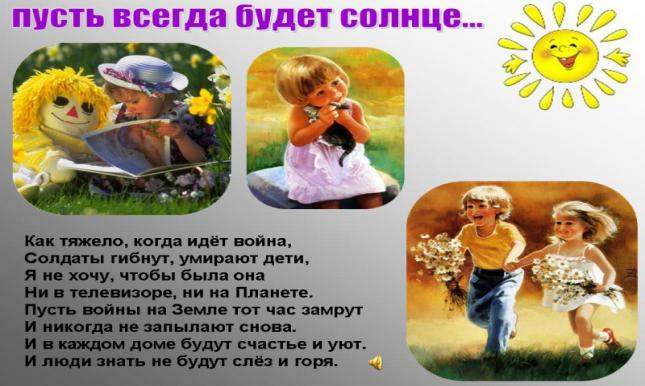 пусть всегда будет солнце...
Как тяжело, когда идёт война,
Солдаты гибнут, умирают дети,
Я не хочу, чтобы была она
Ни в телевизоре, ни на Планете.
Пусть войны на Земле тот час замрут
И никогда не запылают снова.
И в каждом доме будут счастье и уют.
И люди знать не будут слёз и горя.